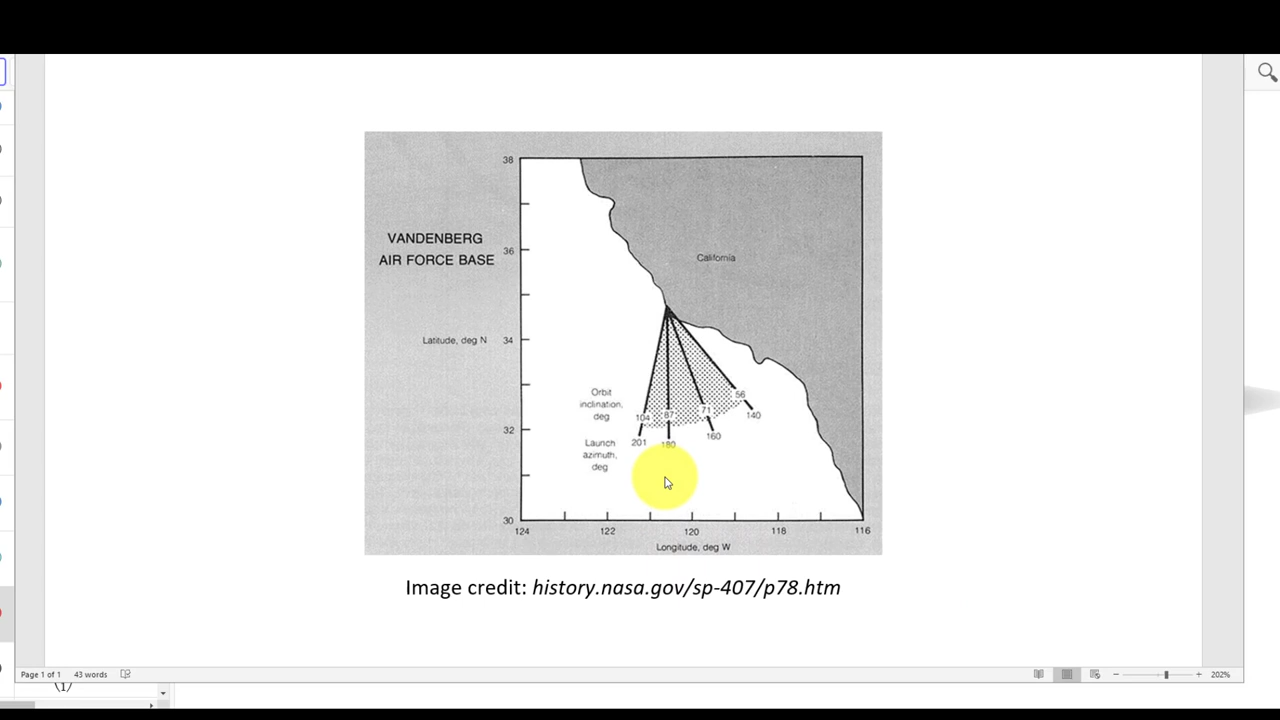 38
VANDENBERG
AIR FORCE BASE
36
California
Latitude, deg N
34
Orbit
inclination,
deg
104
87
71
56
140
32
Launch
azimuth,
deg
201
180
160
30
124
122
120
118
116
Longitude, deg W
Image credit: history.nasa.gov/sp-407/p78.htm
Page 1 of 1
43 words
202%
\1/